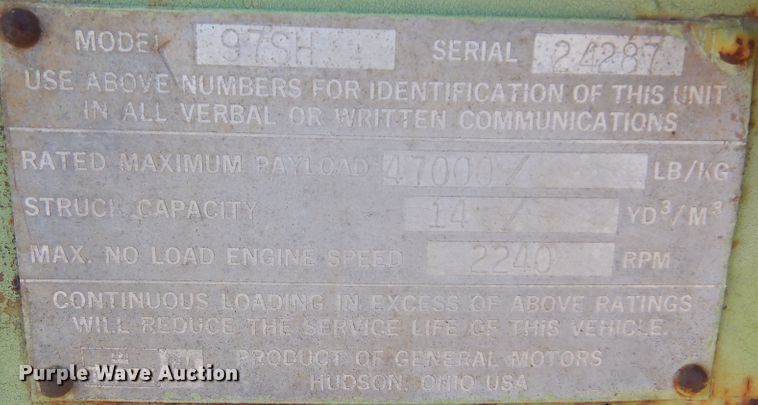 MODEL 97SH SERIAL 24287
USE ABOVE NUMBERS FOR IDENTIFICATION OF THIS UNIT
IN ALL VERBAL OR WRITTEN COMMUNICATIONS
RATED MAXIMUM PAYLOAD 47000/ LB/KG
STRUCK CAPACITY 14 / YD³/M³
MAX. NO LOAD ENGINE SPEED 2240 RPM
CONTINUOUS LOADING IN EXCESS OF ABOVE RATINGS
WILL REDUCE THE SERVICE LIFE OF THIS VEHICLE.
PRODUCT OF GENERAL MOTORS
HUDSON, OHIO USA
Purple Wave Auction